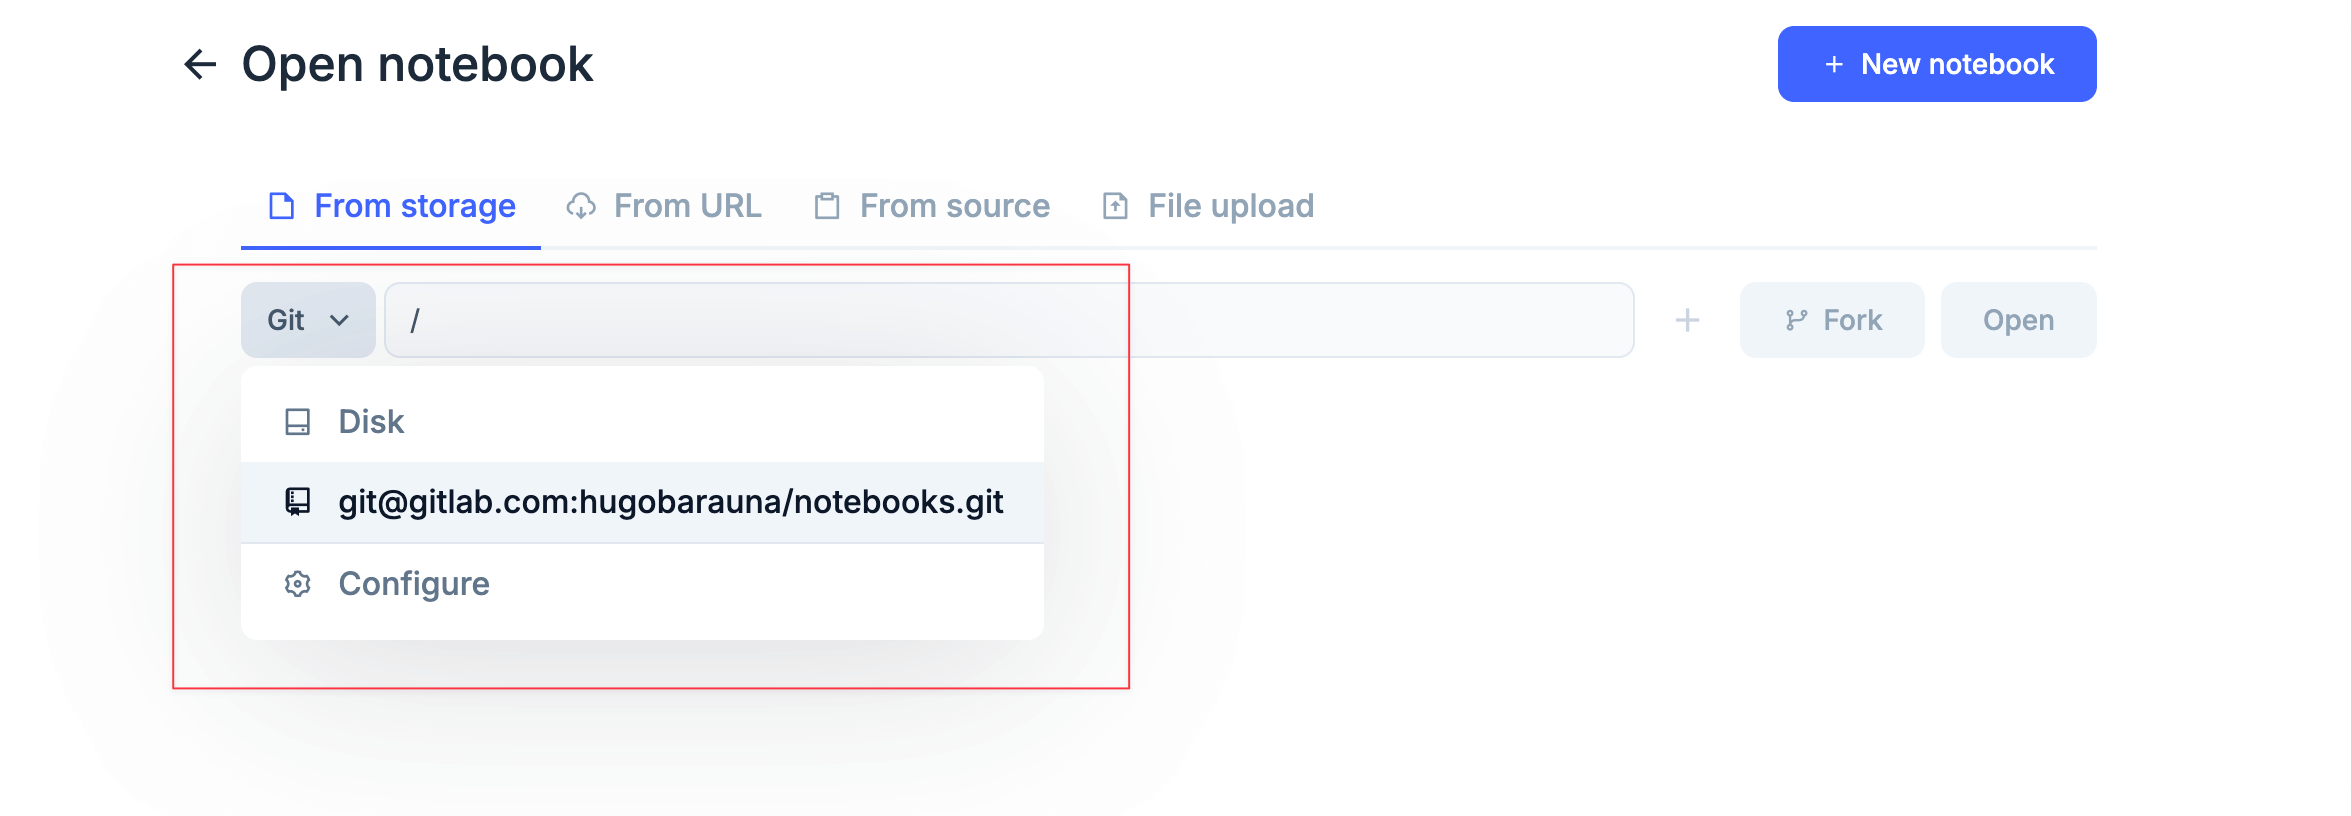 Open notebook
+ New notebook
From storage From URL From source File upload
Git /
Fork Open
Disk
git@gitlab.com:hugobarauna/notebooks.git
Configure